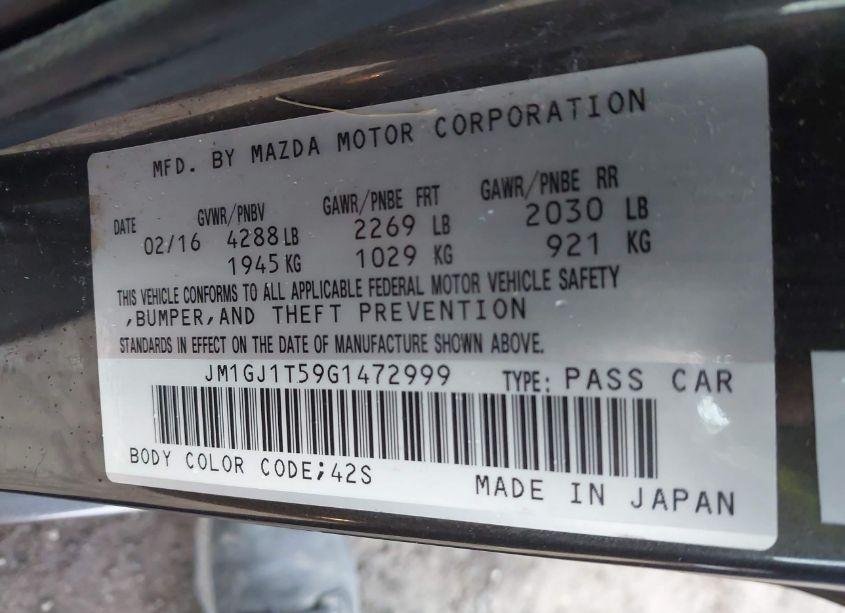 MFD. BY MAZDA MOTOR CORPORATION
DATE GVWR/PNBV GAWR/PNBE FRT GAWR/PNBE RR
02/16 4288 LB 2269 LB 2030 LB
1945 KG 1029 KG 921 KG
THIS VEHICLE CONFORMS TO ALL APPLICABLE FEDERAL MOTOR VEHICLE SAFETY
,BUMPER,AND THEFT PREVENTION
STANDARDS IN EFFECT ON THE DATE OF MANUFACTURE SHOWN ABOVE.
JM1GJ1T59G1472999 TYPE: PASS CAR
BODY COLOR CODE;42S MADE IN JAPAN